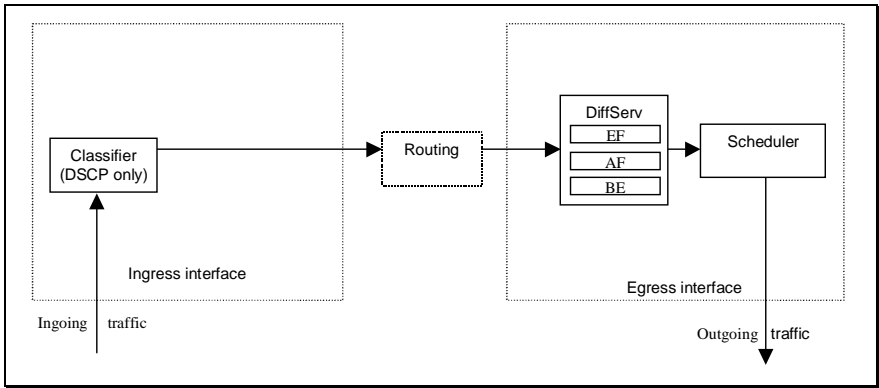 Classifier
(DSCP only)
Routing
DiffServ
EF
AF
BE
Scheduler
Ingress interface
Egress interface
Ingoing traffic
Outgoing traffic